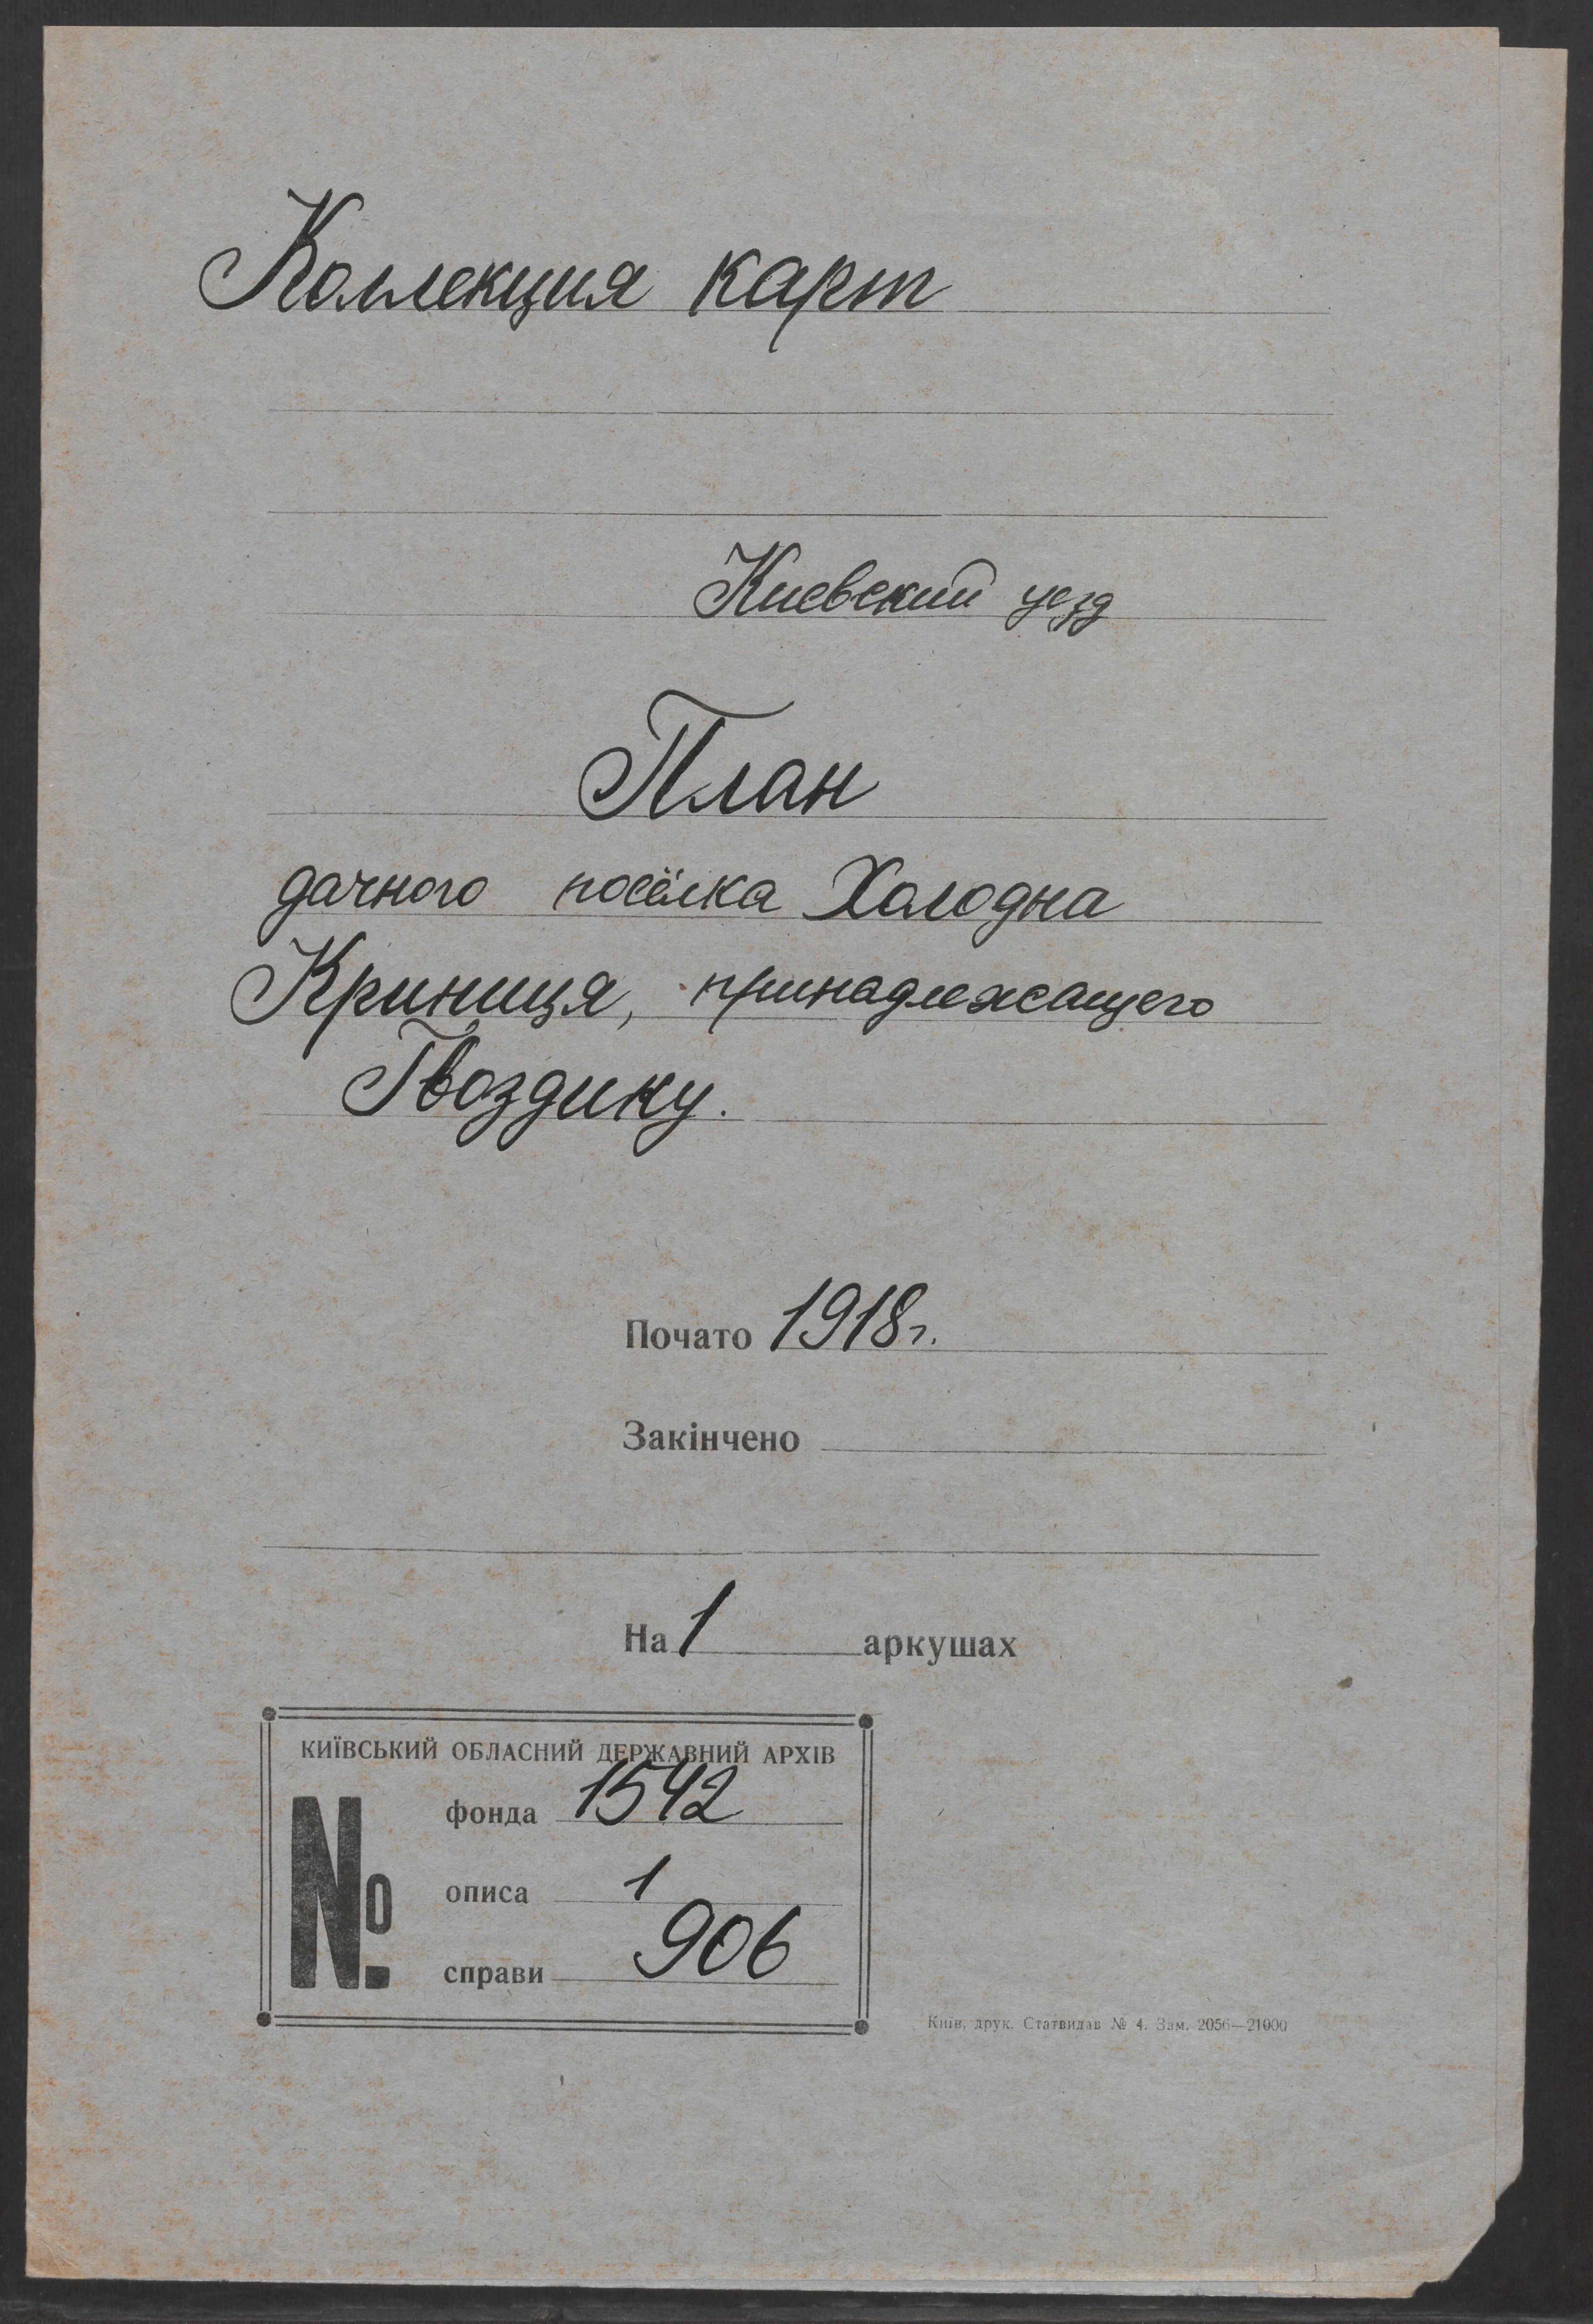 Коллекция карт
Киевский уезд
План
дачного посёлка Холодна
Криниця, принадлежащего
Гвоздику.
Почато 1918г.
Закінчено
На 1 аркушах
КИЇВСЬКИЙ ОБЛАСНИЙ ДЕРЖАВНИЙ АРХІВ
№ фонда 1542
описа 1
справи 906
Київ, друк. Статвидав № 4. Зам. 2056—21000